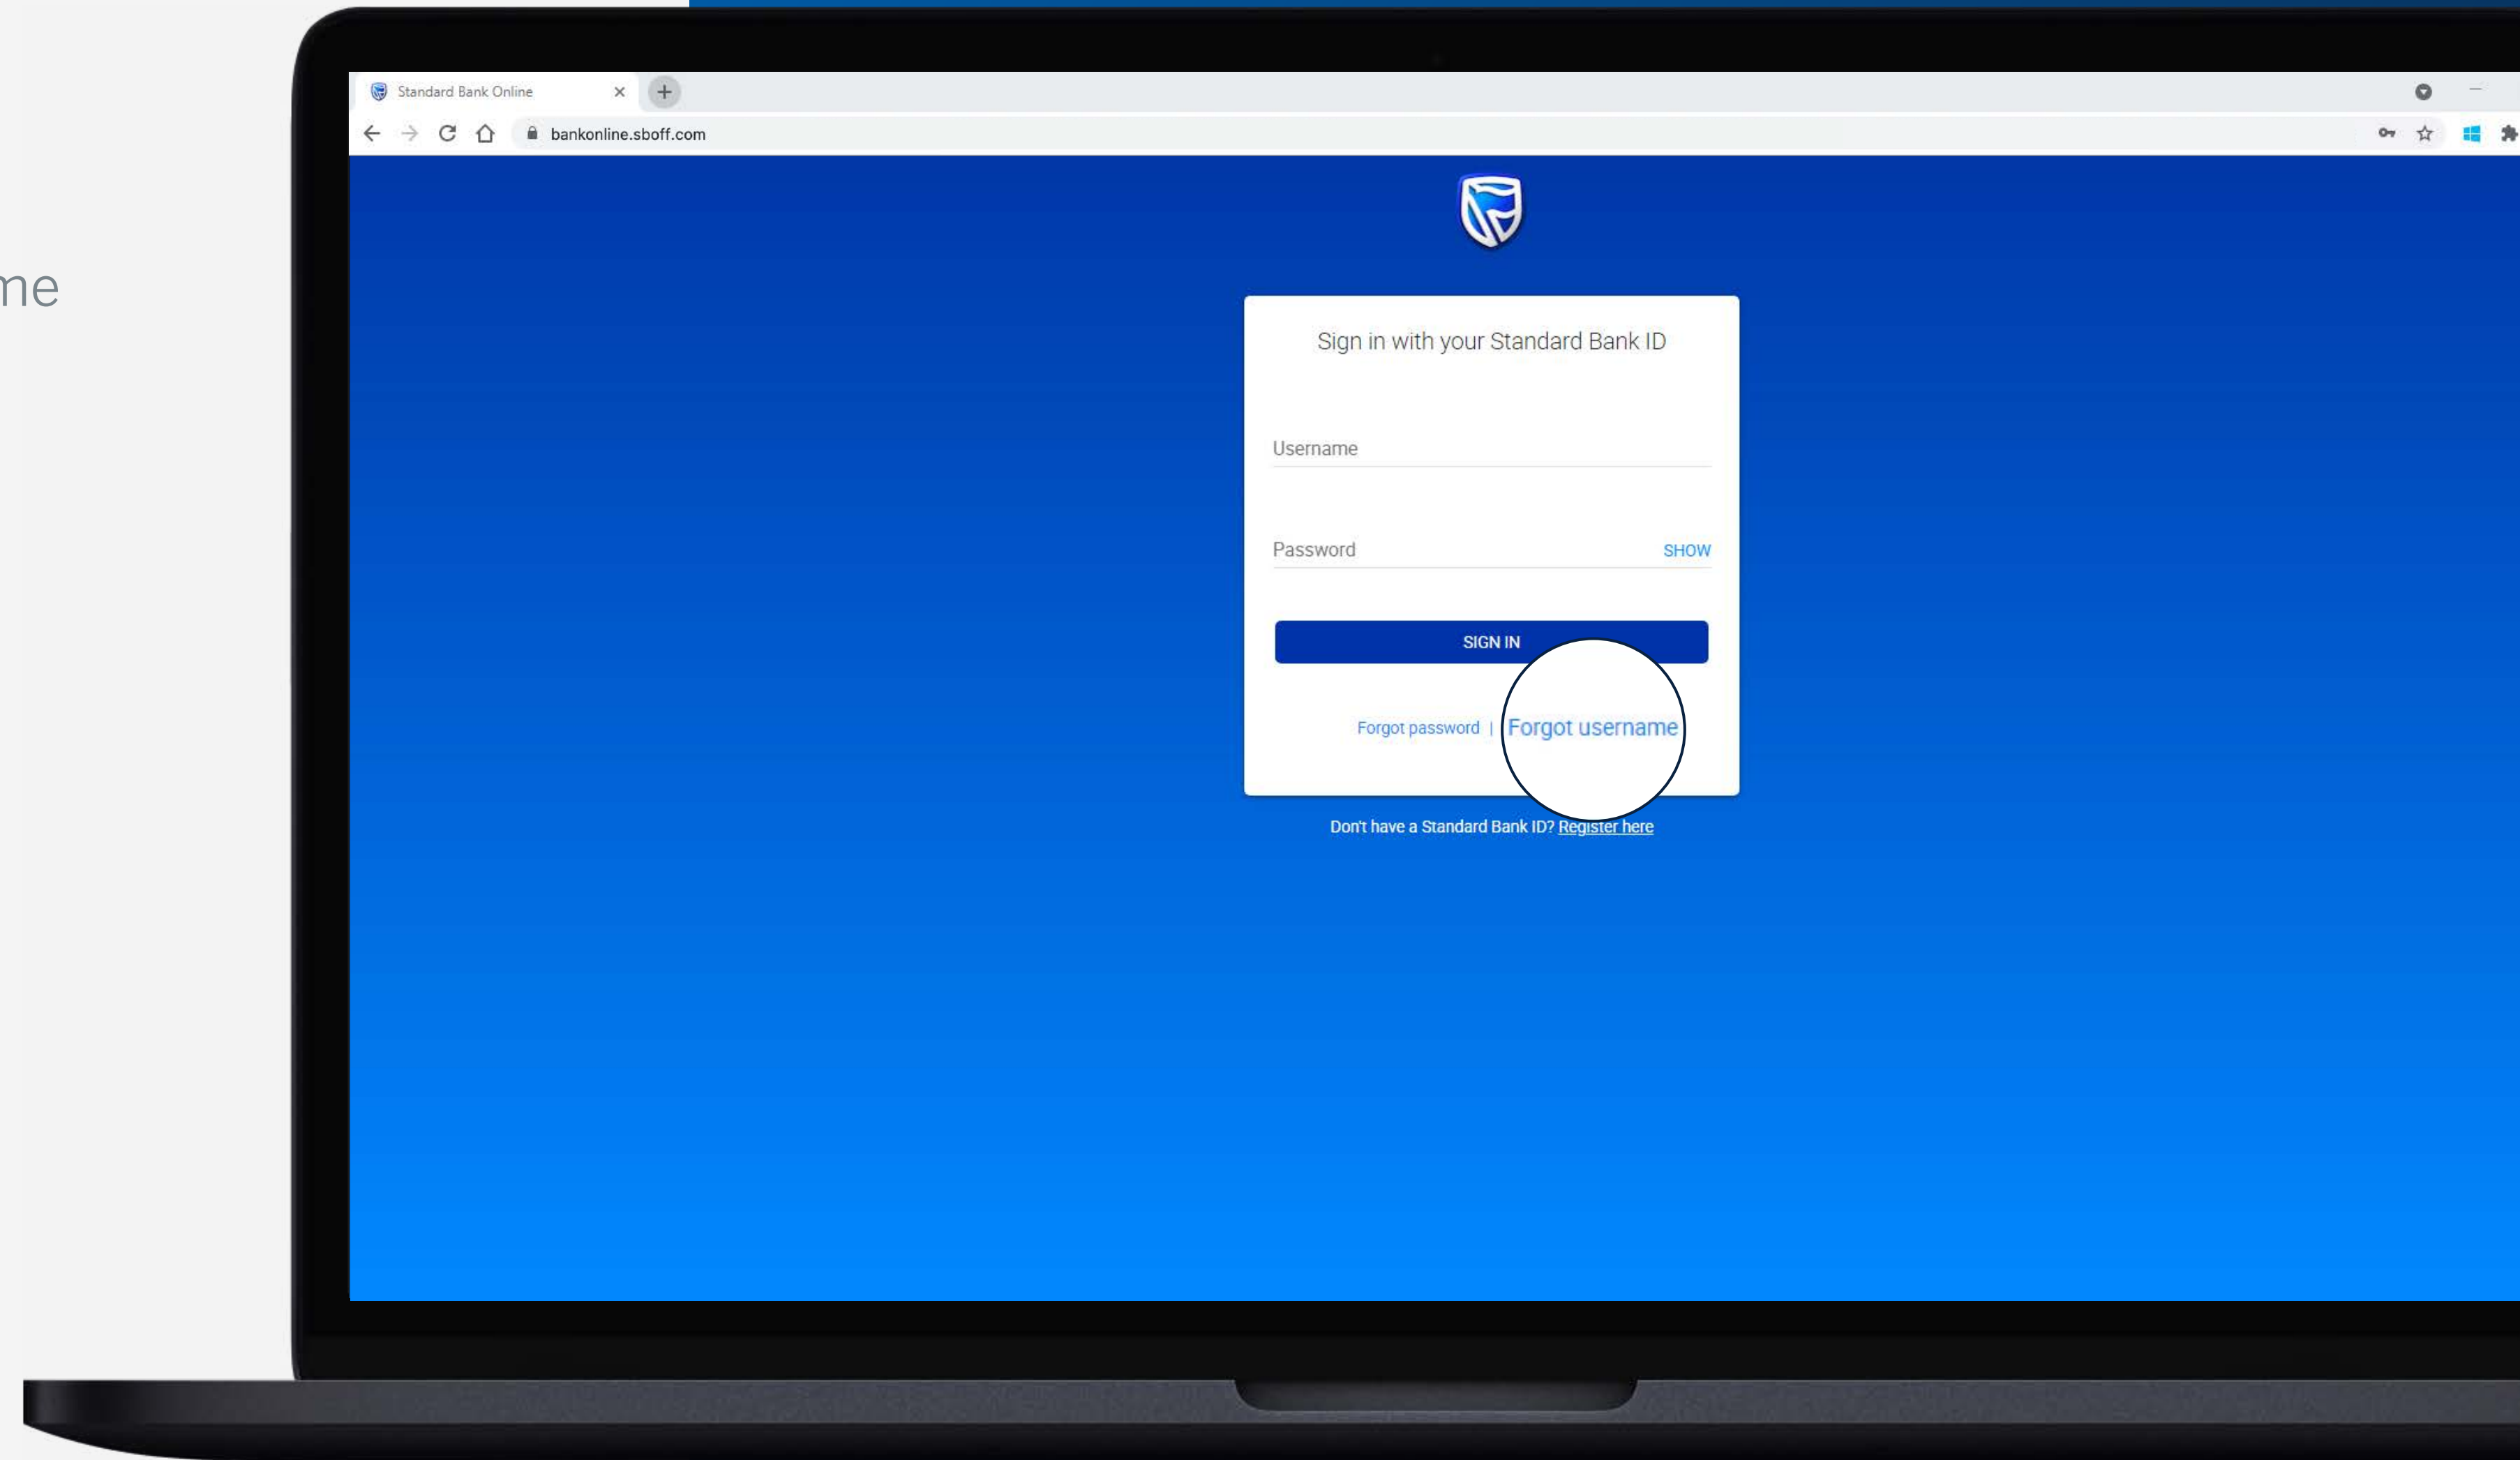 Standard Bank Online
bankonline.sboff.com
Sign in with your Standard Bank ID
Username
Password SHOW
SIGN IN
Forgot password | Forgot username
Don't have a Standard Bank ID? Register here